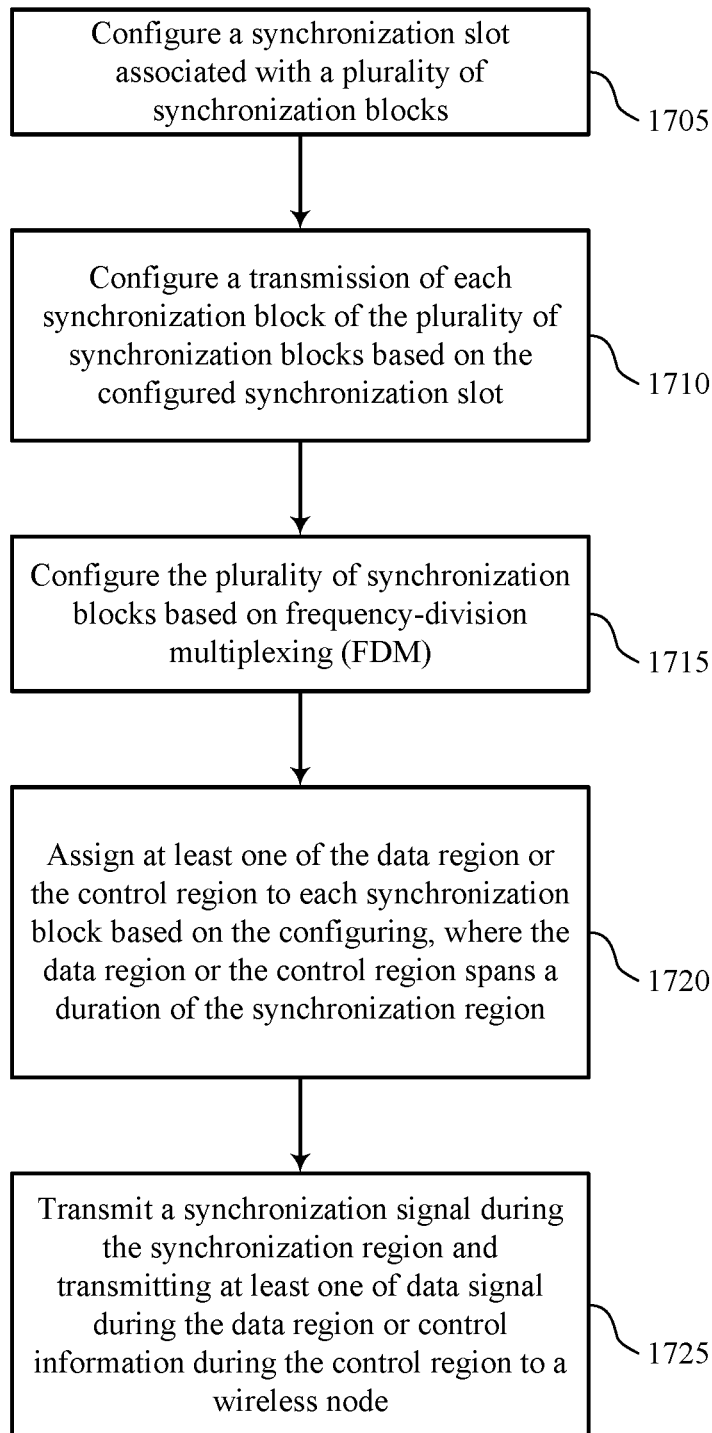 Configure a synchronization slot
associated with a plurality of
synchronization blocks
1705
Configure a transmission of each
synchronization block of the plurality of
synchronization blocks based on the
configured synchronization slot
1710
Configure the plurality of synchronization
blocks based on frequency-division
multiplexing (FDM)
1715
Assign at least one of the data region or
the control region to each synchronization
block based on the configuring, where the
data region or the control region spans a
duration of the synchronization region
1720
Transmit a synchronization signal during
the synchronization region and
transmitting at least one of data signal
during the data region or control
information during the control region to a
wireless node
1725